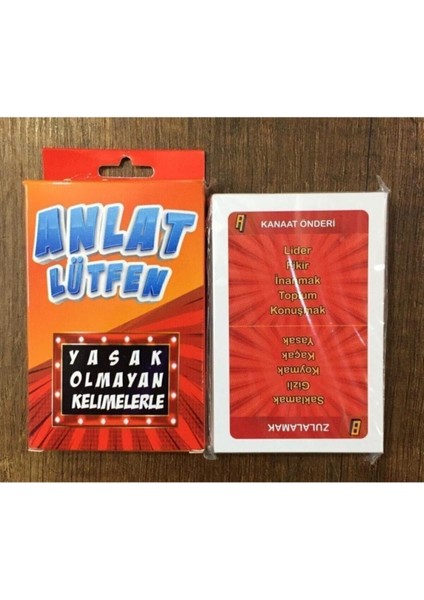 ANLAT
LÜTFEN
YASAK
OLMAYAN
KELIMELERLE
A
KANAAT ÖNDERİ
Lider
Fikir
İnanmak
Toplum
Konuşmak
B
ZULALAMAK
Saklamak
Gizli
Koymak
Kaçak
Yasak